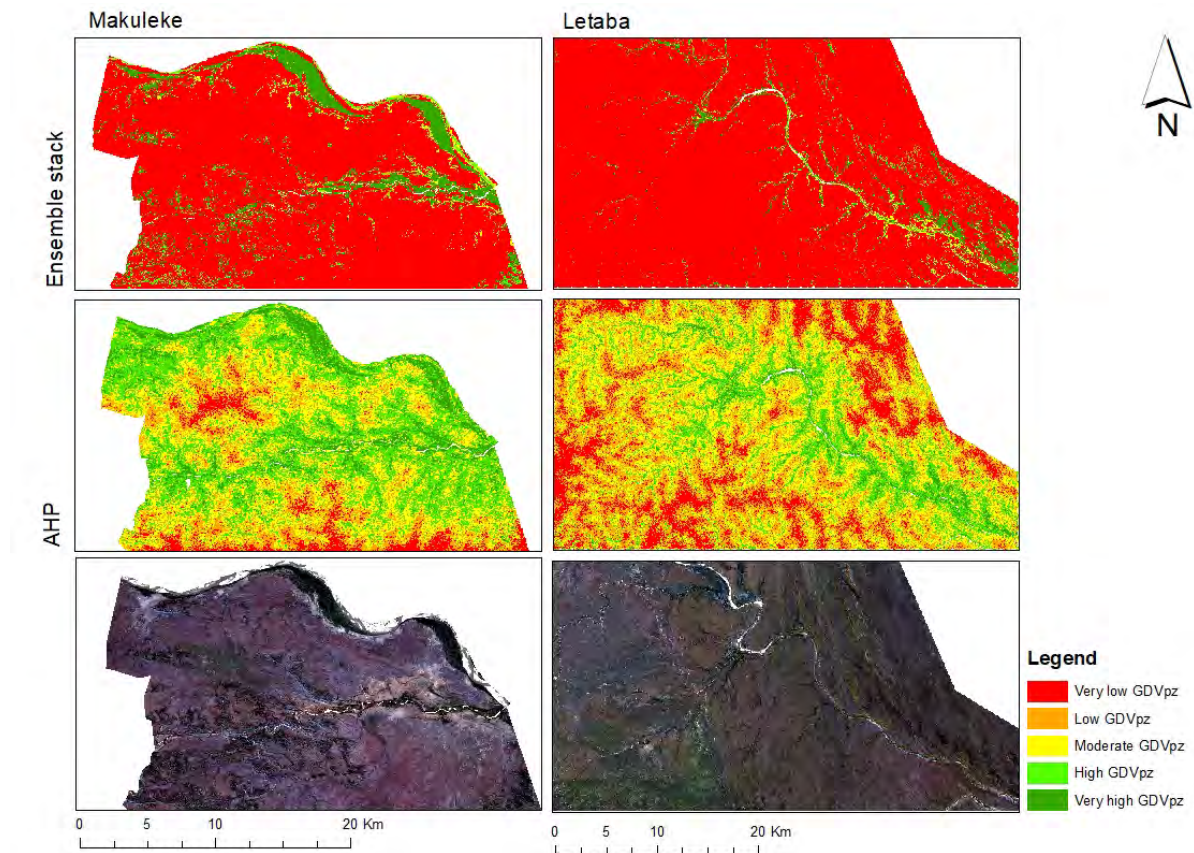 Makuleke
Letaba
N
Ensemble stack
AHP
Legend
Very low GDVpz
Low GDVpz
Moderate GDVpz
High GDVpz
Very high GDVpz
0 5 10 20 Km
0 5 10 20 Km